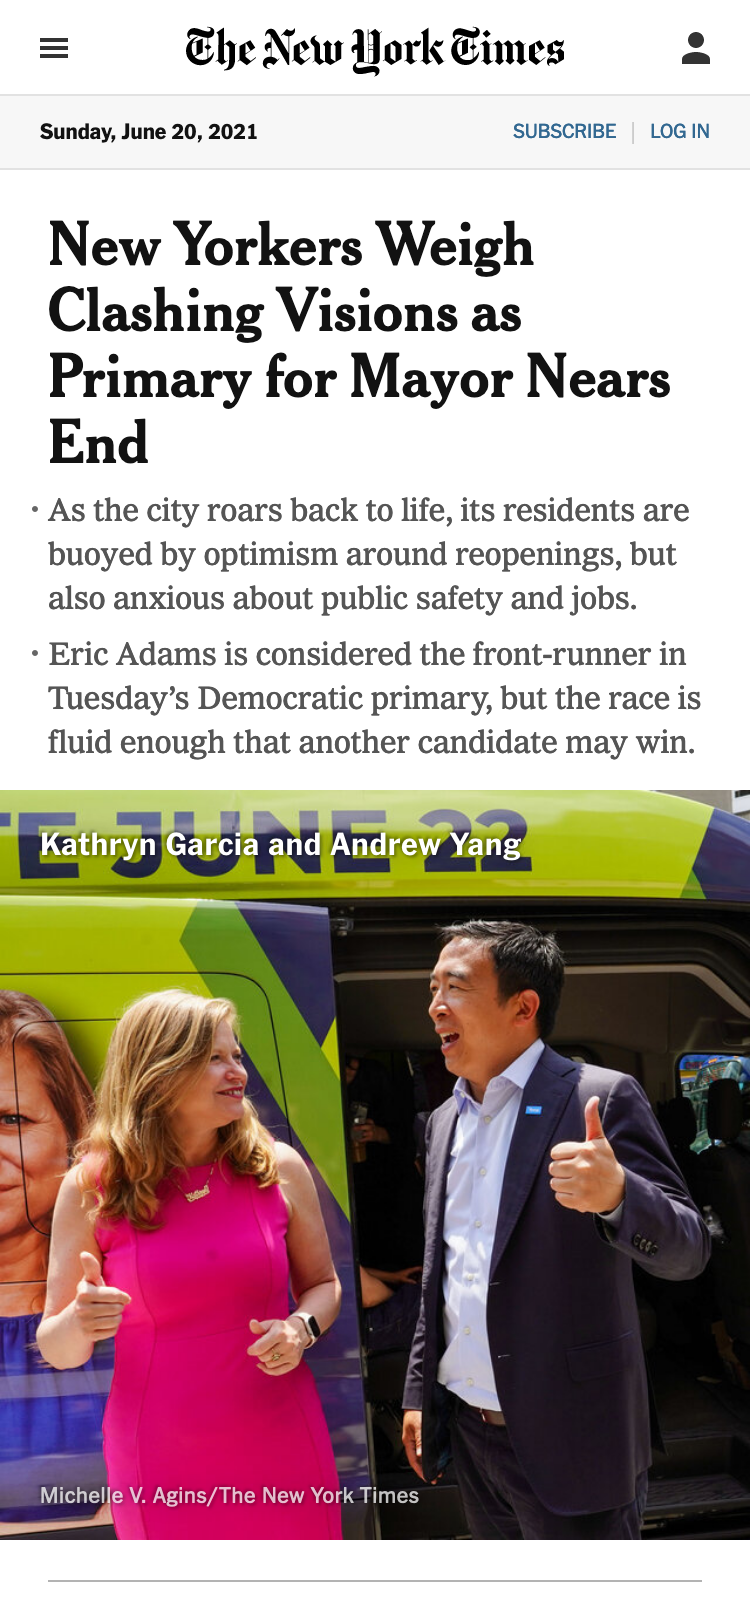 The New York Times
Sunday, June 20, 2021
SUBSCRIBE | LOG IN
New Yorkers Weigh
Clashing Visions as
Primary for Mayor Nears
End
• As the city roars back to life, its residents are
buoyed by optimism around reopenings, but
also anxious about public safety and jobs.
• Eric Adams is considered the front-runner in
Tuesday’s Democratic primary, but the race is
fluid enough that another candidate may win.
TE JUNE 22
Kathryn Garcia and Andrew Yang
Michelle V. Agins/The New York Times